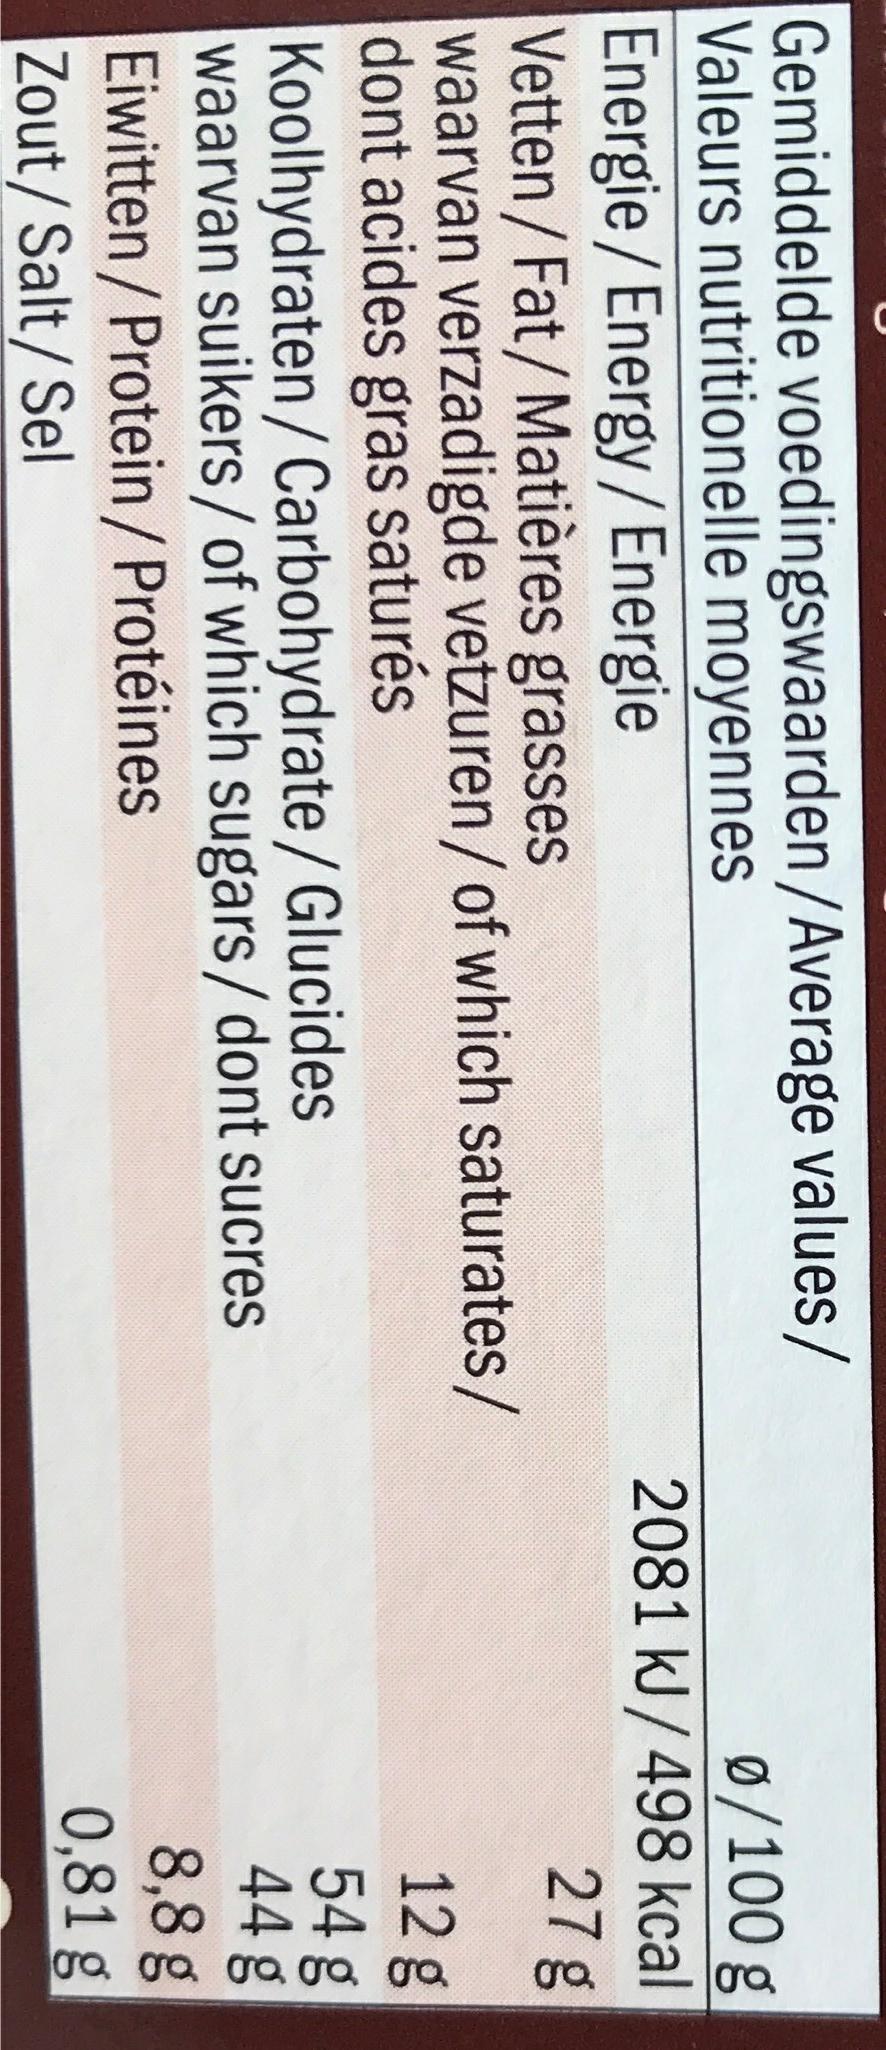 Gemiddelde voedingswaarden / Average values /
Valeurs nutritionelle moyennes ø/100 g
Energie / Energy / Energie 2081 kJ / 498 kcal
Vetten / Fat / Matières grasses 27 g
waarvan verzadigde vetzuren / of which saturates /
dont acides gras saturés 12 g
Koolhydraten / Carbohydrate / Glucides 54 g
waarvan suikers / of which sugars / dont sucres 44 g
Eiwitten / Protein / Protéines 8,8 g
Zout / Salt / Sel 0,81 g